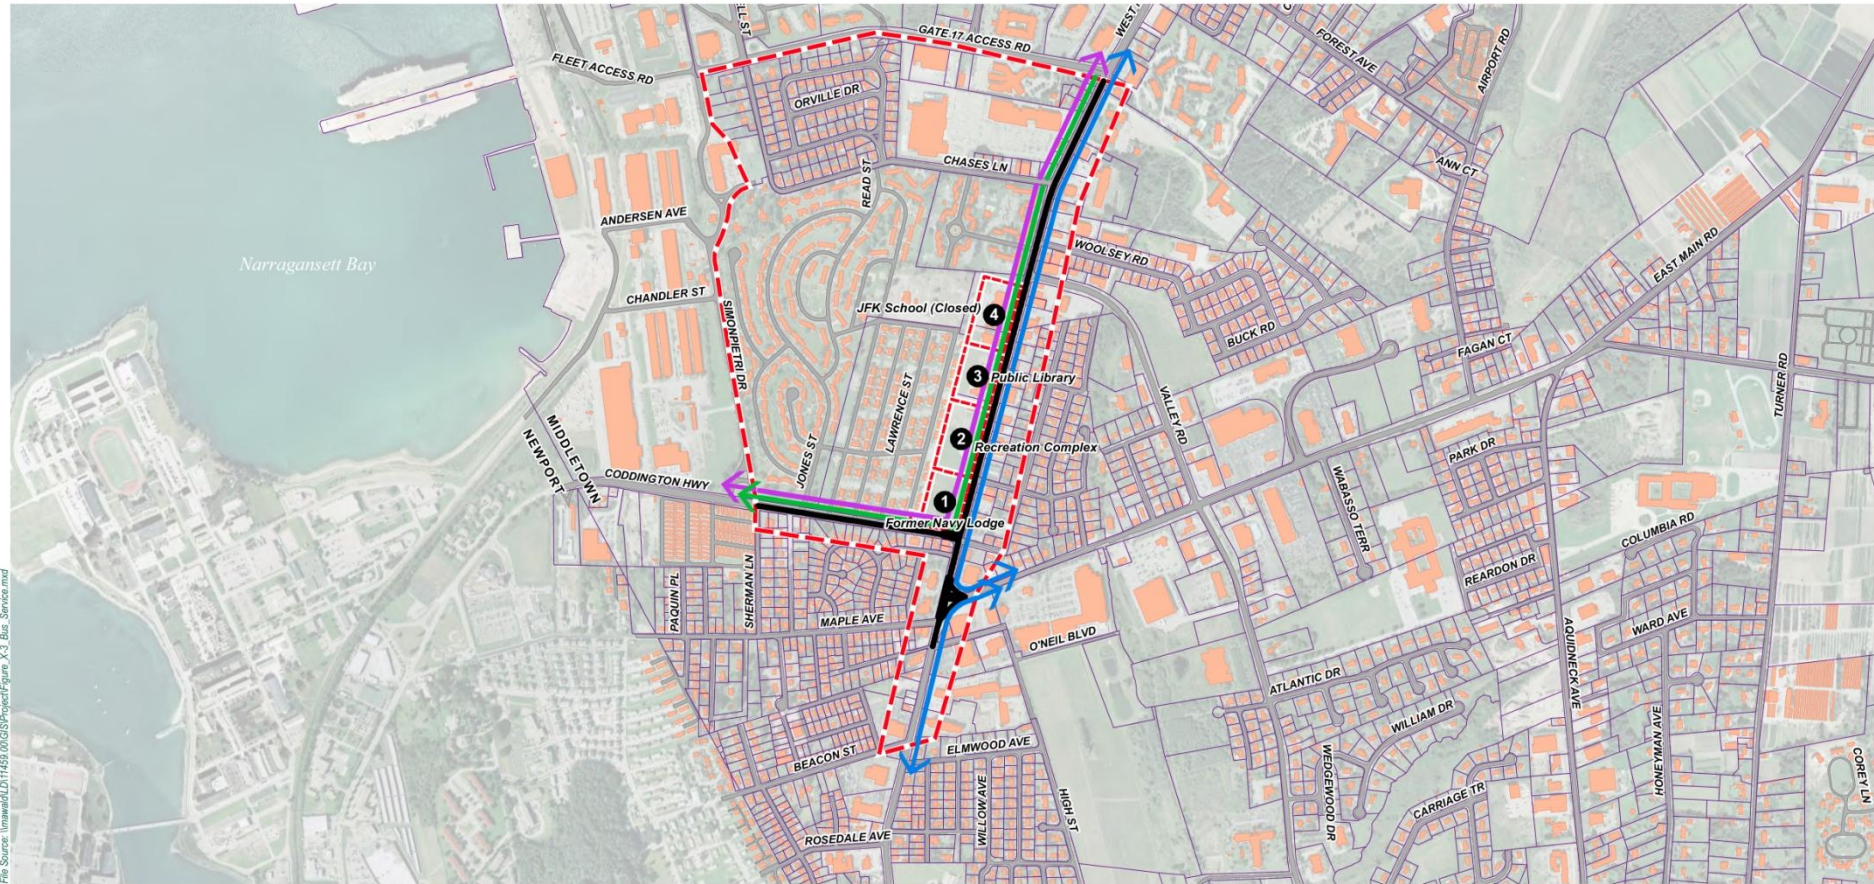 GATE 17 ACCESS RD
FLEET ACCESS RD
FOREST AVE
AIRPORT RD
ORVILLE DR
CHASES LN
READ ST
ANN CT
ANDERSEN AVE
WOOLSEY RD
EAST MAIN RD
Narragansett Bay
CHANDLER ST
SIMONPIETRI DR
JFK School (Closed)
4
BUCK RD
FAGAN CT
TURNER RD
3
Public Library
LAWRENCE ST
VALLEY RD
2
Recreation Complex
PARK DR
JONES ST
MIDDLETOWN
NEWPORT
CODDINGTON HWY
1
Former Navy Lodge
WABASSO TERR
COLUMBIA RD
REARDON DR
PAQUIN PL
SHERMAN LN
MAPLE AVE
O'NEIL BLVD
WARD AVE
AQUIDNECK AVE
ATLANTIC DR
WILLIAM DR
BEACON ST
ELMWOOD AVE
WEDGEWOOD DR
HONEYMAN AVE
COREY LN
CARRIAGE TR
WILLOW AVE
HIGH ST
ROSEDALE AVE